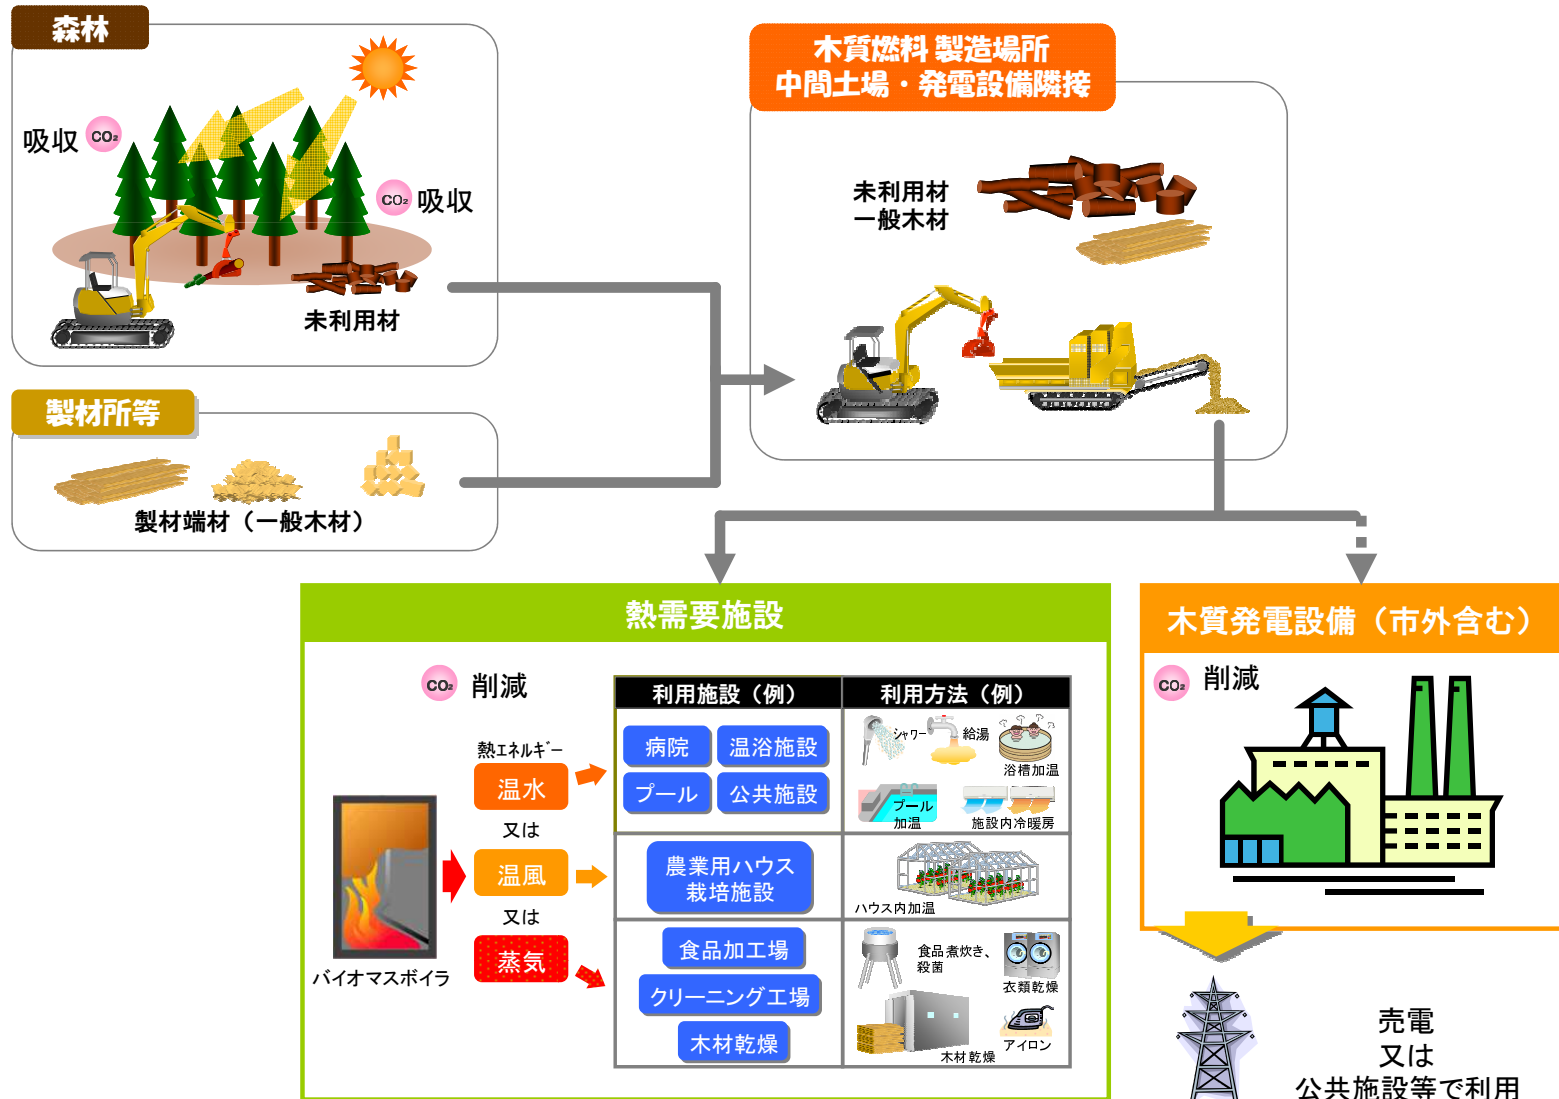 森林
吸収 CO₂
CO₂ 吸収
未利用材
製材所等
製材端材（一般木材）
木質燃料 製造場所
中間土場・発電設備隣接
未利用材
一般木材
熱需要施設
CO₂ 削減
熱エネルギー
温水
又は
温風
又は
蒸気
バイオマスボイラ
利用施設（例）
利用方法（例）
病院
温浴施設
プール
公共施設
シャワー
給湯
浴槽加温
プール
加温
施設内冷暖房
農業用ハウス
栽培施設
ハウス内加温
食品加工場
クリーニング工場
木材乾燥
食品煮炊き、
殺菌
衣類乾燥
木材乾燥
アイロン
木質発電設備（市外含む）
CO₂ 削減
売電
又は
公共施設等で利用